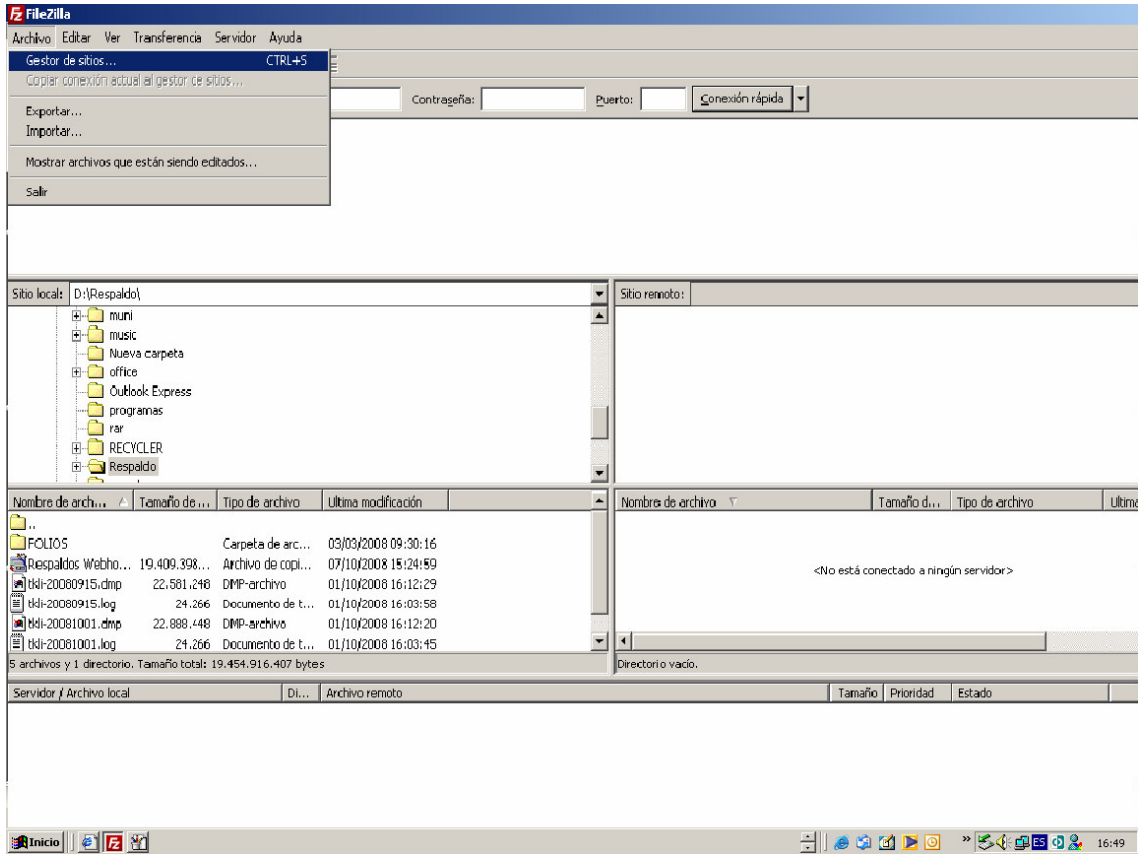 FileZilla
Archivo Editar Ver Transferencia Servidor Ayuda
Gestor de sitios... CTRL+S
Copiar conexión actual al gestor de sitios...
Exportar...
Importar...
Mostrar archivos que están siendo editados...
Salir
Contraseña: Puerto: Conexión rápida
Sitio local: D:\Respaldo\
Sitio remoto:
muni
music
Nueva carpeta
office
Outlook Express
programas
rar
RECYCLER
Respaldo
Nombre de arch... Tamaño de ... Tipo de archivo Ultima modificación
..
FOLIOS Carpeta de arc... 03/03/2008 09:30:16
Respaldos Webho... 19.409.398... Archivo de copi... 07/10/2008 15:24:59
tkli-20080915.dmp 22.581.248 DMP-archivo 01/10/2008 16:12:29
tkli-20080915.log 24.266 Documento de t... 01/10/2008 16:03:58
tkli-20081001.dmp 22.888.448 DMP-archivo 01/10/2008 16:12:20
tkli-20081001.log 24.266 Documento de t... 01/10/2008 16:03:45
5 archivos y 1 directorio. Tamaño total: 19.454.916.407 bytes
Nombre de archivo Tamaño d... Tipo de archivo Ultima
<No está conectado a ningún servidor>
Directorio vacío.
Servidor / Archivo local Di... Archivo remoto Tamaño Prioridad Estado
Inicio ES 16:49